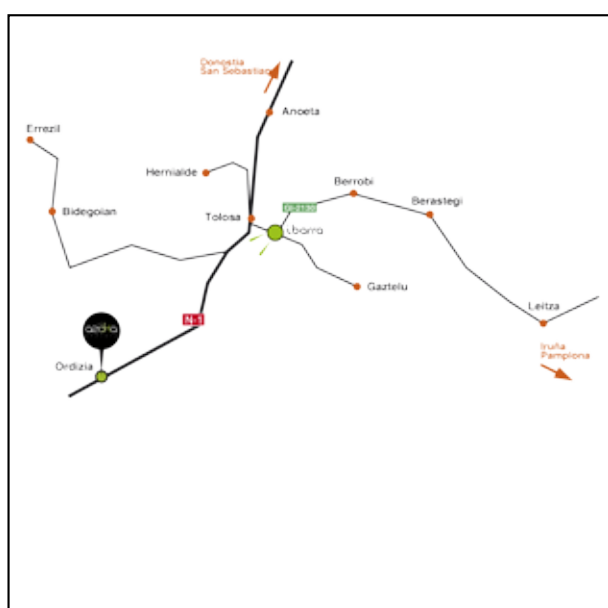 Donostia
San Sebastian
Anoeta
Errezil
Hernialde
Berrobi
Berastegi
Bidegoian
Tolosa
ibarra
Gaztelu
Leitza
N-1
Iruña
Pamplona
Ordizia